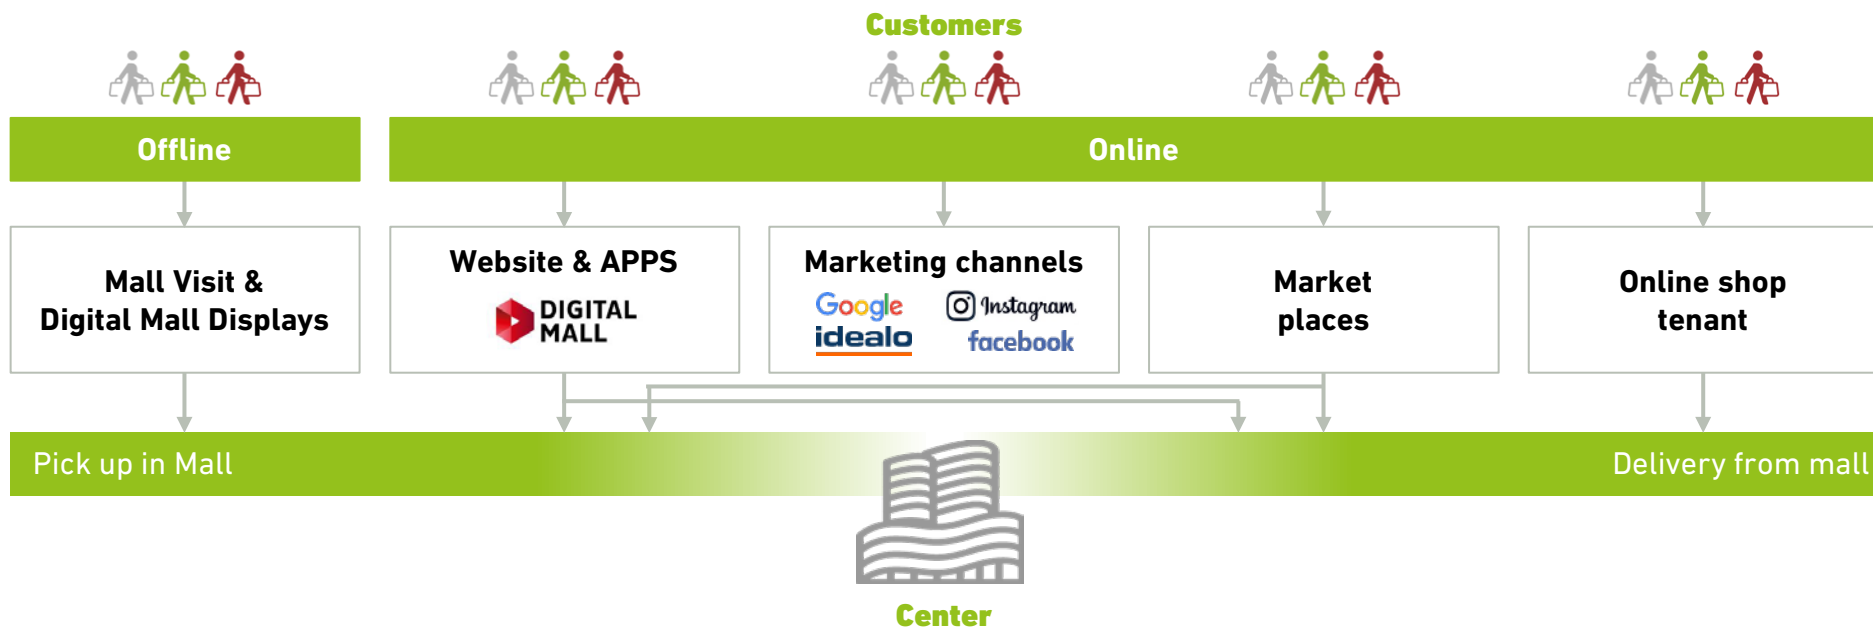 Customers
Offline
Online
Mall Visit &
Digital Mall Displays
Website & APPS
DIGITAL
MALL
Marketing channels
Google
Instagram
idealo
facebook
Market
places
Online shop
tenant
Pick up in Mall
Delivery from mall
Center